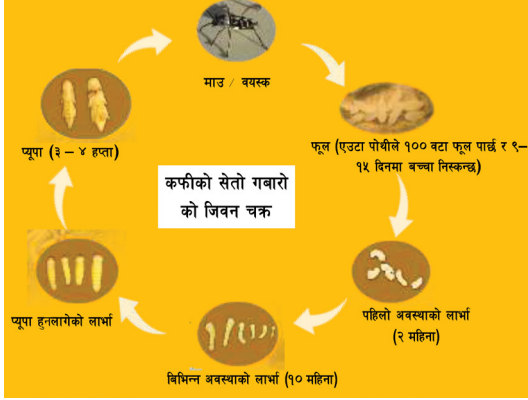 माउ / वयस्क
फूल (एउटा पोथीले १०० वटा फूल पार्छ र ९–
१५ दिनमा बच्चा निस्कन्छ)
पहिलो अवस्थाको लार्भा
(२ महिना)
बिभिन्न अवस्थाको लार्भा (१० महिना)
प्यूपा हुनलागेको लार्भा
प्यूपा (३ – ४ हप्ता)
कफीको सेतो गबारो
को जिवन चक्र